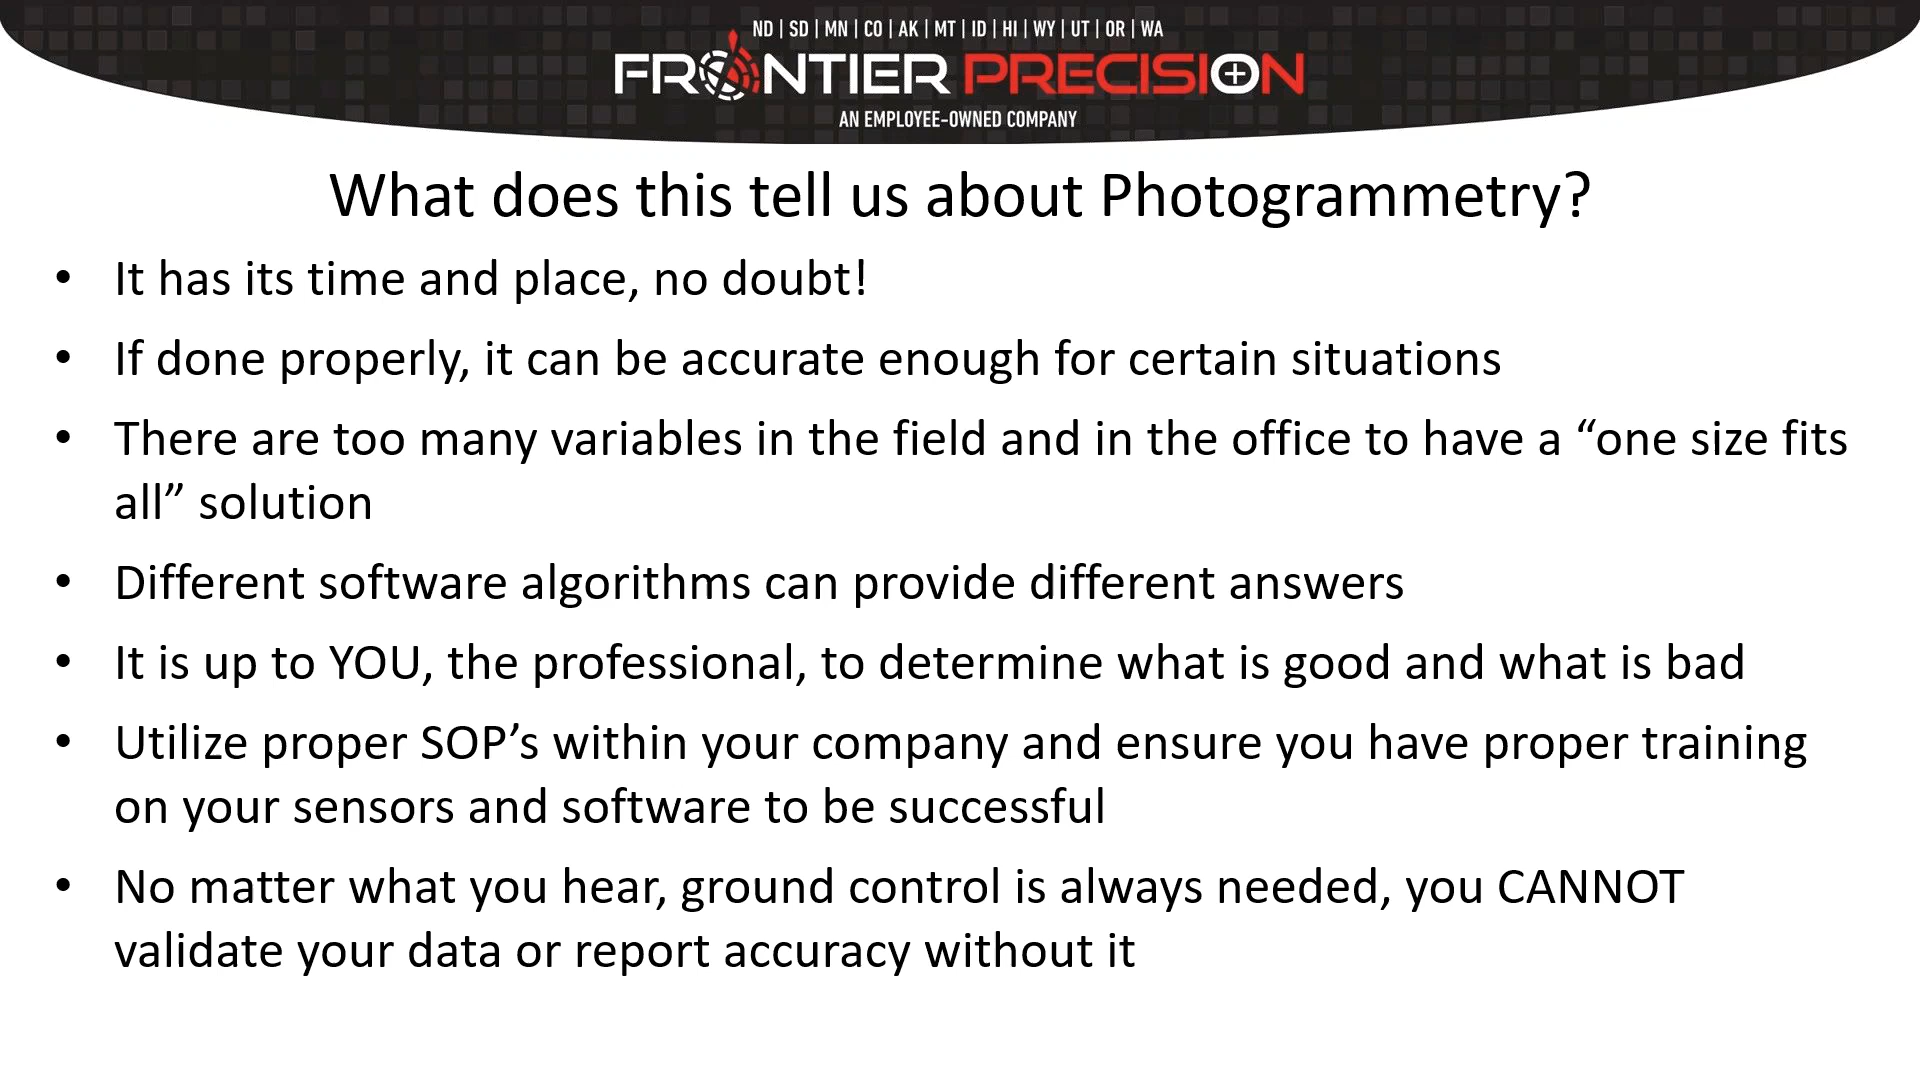 ND | SD | MN | CO | AK | MT | ID | HI | WY | UT | OR | WA
FRONTIER PRECISION
AN EMPLOYEE-OWNED COMPANY
What does this tell us about Photogrammetry?
• It has its time and place, no doubt!
• If done properly, it can be accurate enough for certain situations
• There are too many variables in the field and in the office to have a “one size fits
all” solution
• Different software algorithms can provide different answers
• It is up to YOU, the professional, to determine what is good and what is bad
• Utilize proper SOP’s within your company and ensure you have proper training
on your sensors and software to be successful
• No matter what you hear, ground control is always needed, you CANNOT
validate your data or report accuracy without it